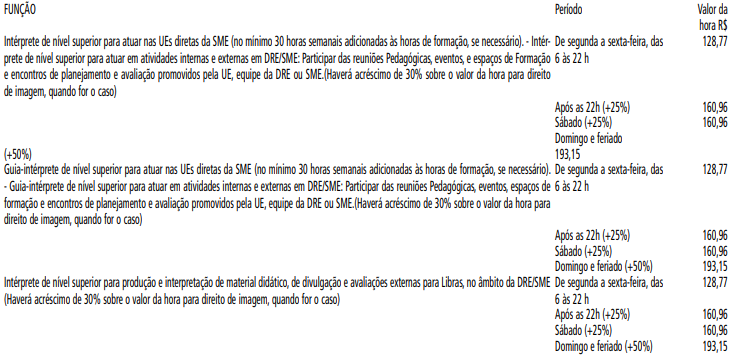 FUNÇÃO Período Valor da
hora R$
Intérprete de nível superior para atuar nas UEs diretas da SME (no mínimo 30 horas semanais adicionadas às horas de formação, se necessário). - Intér- De segunda a sexta-feira, das 128,77
prete de nível superior para atuar em atividades internas e externas em DRE/SME: Participar das reuniões Pedagógicas, eventos, e espaços de Formação 6 às 22 h
e encontros de planejamento e avaliação promovidos pela UE, equipe da DRE ou SME.(Haverá acréscimo de 30% sobre o valor da hora para direito
de imagem, quando for o caso)
Após as 22h (+25%) 160,96
Sábado (+25%) 160,96
Domingo e feriado
(+50%) 193,15
Guia-intérprete de nível superior para atuar nas UEs diretas da SME (no mínimo 30 horas semanais adicionadas às horas de formação, se necessário). De segunda a sexta-feira, das 128,77
- Guia-intérprete de nível superior para atuar em atividades internas e externas em DRE/SME: Participar das reuniões Pedagógicas, eventos, espaços de 6 às 22 h
formação e encontros de planejamento e avaliação promovidos pela UE, equipe da DRE ou SME.(Haverá acréscimo de 30% sobre o valor da hora para
direito de imagem, quando for o caso)
Após as 22h (+25%) 160,96
Sábado (+25%) 160,96
Domingo e feriado (+50%) 193,15
Intérprete de nível superior para produção e interpretação de material didático, de divulgação e avaliações externas para Libras, no âmbito da DRE/SME De segunda a sexta-feira, das 128,77
(Haverá acréscimo de 30% sobre o valor da hora para direito de imagem, quando for o caso) 6 às 22 h
Após as 22h (+25%) 160,96
Sábado (+25%) 160,96
Domingo e feriado (+50%) 193,15